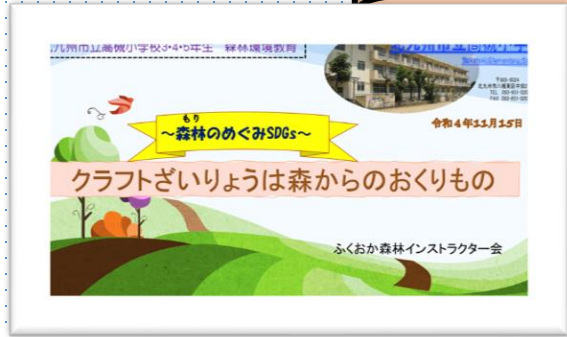 九州市立高槻小学校3・4・5年生　森林環境教育
令和4年11月15日
もり
～森林のめぐみSDGs～
クラフトざいりょうは森からのおくりもの
ふくおか森林インストラクター会